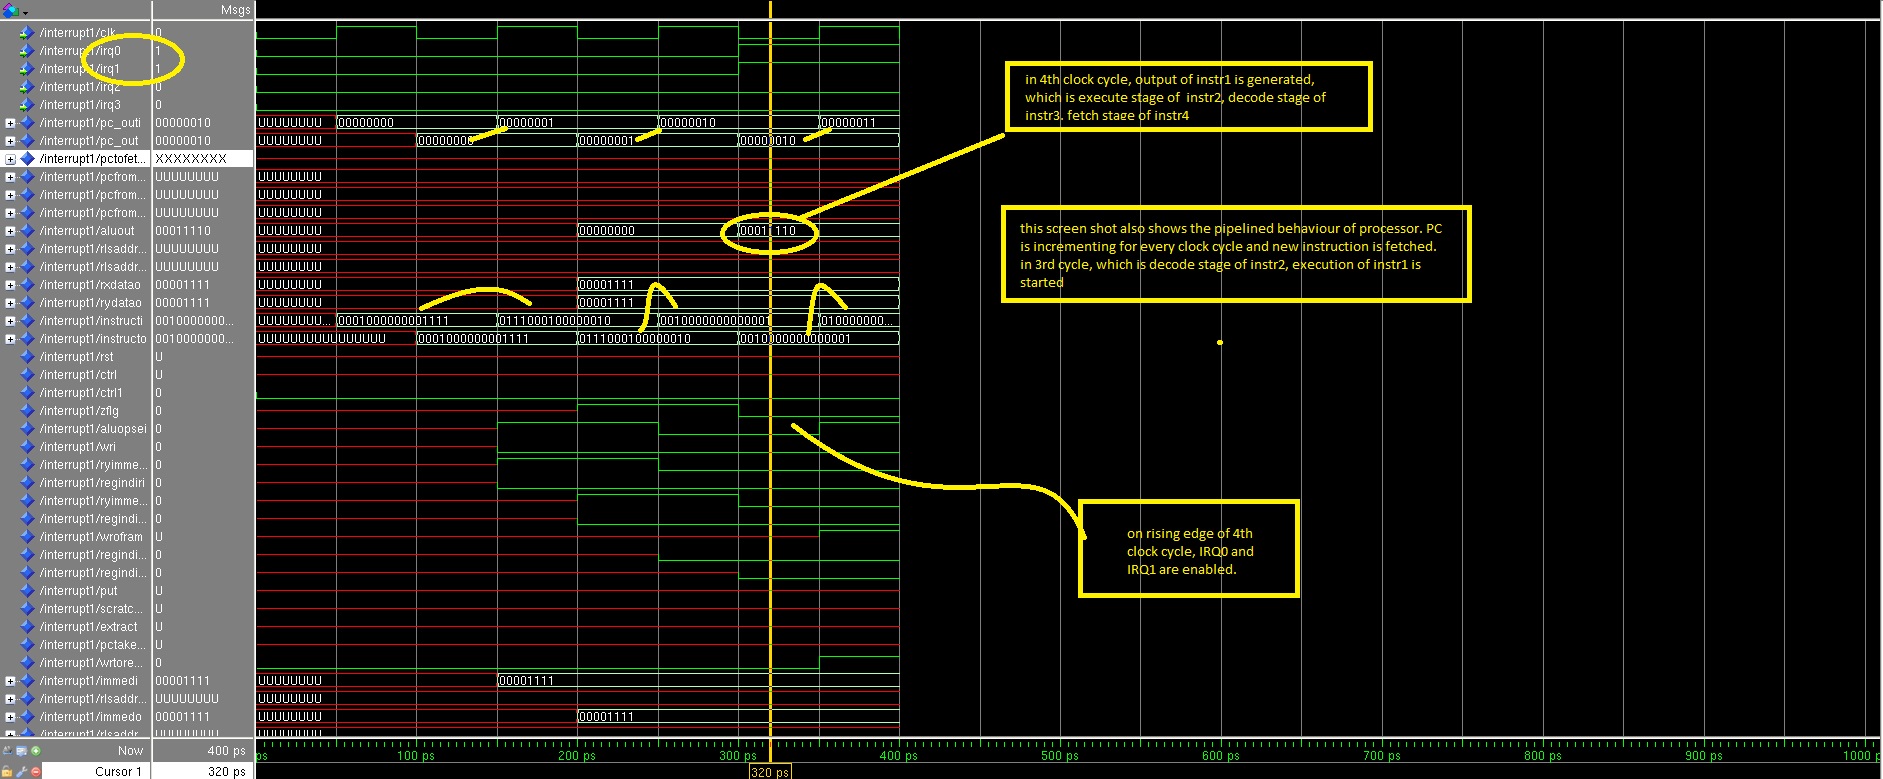 Msgs
/interrupt1/clk 0
/interrupt1/irq0 1
/interrupt1/irq1 1
/interrupt1/irq2 0
/interrupt1/irq3 0
/interrupt1/pc_outi 00000010 UUUUUUUU 00000000 00000001 00000010 00000011
/interrupt1/pc_out 00000010 UUUUUUUU 00000000 00000001 00000010
/interrupt1/pctofet... XXXXXXXX
/interrupt1/pcfrom... UUUUUUUU UUUUUUUU
/interrupt1/pcfrom... UUUUUUUU UUUUUUUU
/interrupt1/pcfrom... UUUUUUUU UUUUUUUU
/interrupt1/aluout 00011110 UUUUUUUU 00000000 00011110
/interrupt1/rlsaddr... UUUUUUUU UUUUUUUU
/interrupt1/rlsaddr... UUUUUUUU UUUUUUUU
/interrupt1/rxdatao 00001111 UUUUUUUU 00001111
/interrupt1/rydatao 00001111 UUUUUUUU 00001111
/interrupt1/instructi 0010000000... UUUUUUUU... 0001000000001111 0111000100000010 0010000000000001 010000000...
/interrupt1/instructo 0010000000... UUUUUUUUUUUUUUUU 0001000000001111 0111000100000010 0010000000000001
/interrupt1/rst U
/interrupt1/ctrl U
/interrupt1/ctrl1 0
/interrupt1/zflg 0
/interrupt1/aluopsei 0
/interrupt1/wri 0
/interrupt1/ryimme... 0
/interrupt1/regindiri 0
/interrupt1/ryimme... 0
/interrupt1/regindi... 0
/interrupt1/wrofram U
/interrupt1/regindi... 0
/interrupt1/regindi... 0
/interrupt1/put U
/interrupt1/scratc... U
/interrupt1/extract U
/interrupt1/pctake... U
/interrupt1/wrtore... 0
/interrupt1/immedi 00001111 UUUUUUUU 00001111
/interrupt1/rlsaddr... UUUUUUUU UUUUUUUU
/interrupt1/immedo 00001111 UUUUUUUU 00001111
/interrupt1/rlsaddr... UUUUUUUU UUUUUUUU
in 4th clock cycle, output of instr1 is generated,
which is execute stage of instr2, decode stage of
instr3. fetch stage of instr4
this screen shot also shows the pipelined behaviour of processor. PC
is incrementing for every clock cycle and new instruction is fetched.
in 3rd cycle, which is decode stage of instr2, execution of instr1 is
started
on rising edge of 4th
clock cycle, IRQ0 and
IRQ1 are enabled.
Now 400 ps ps 100 ps 200 ps 300 ps 400 ps 500 ps 600 ps 700 ps 800 ps 900 ps 1000 p
Cursor 1 320 ps 320 ps